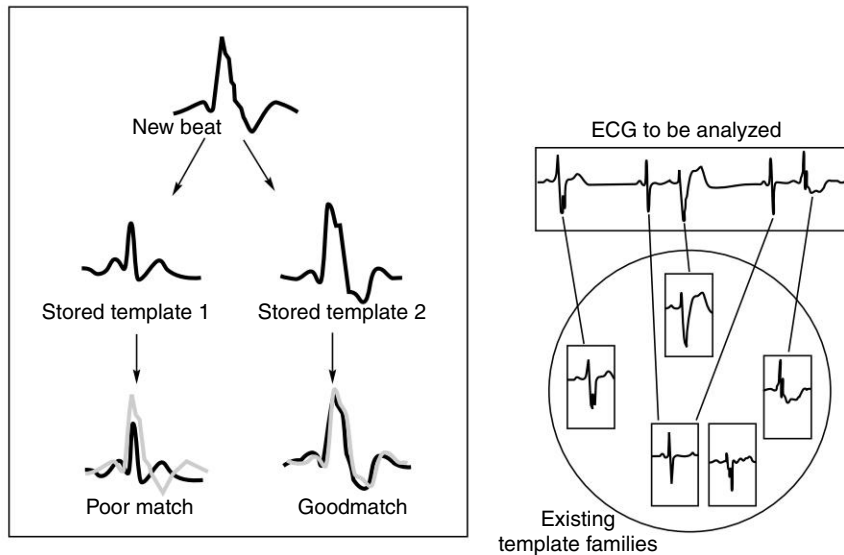 New beat
Stored template 1
Stored template 2
Poor match
Goodmatch
ECG to be analyzed
Existing
template families